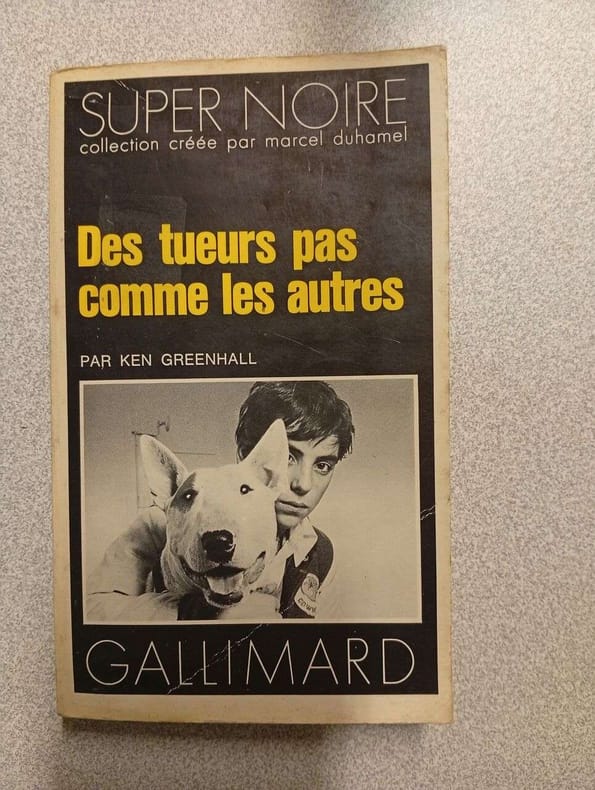 SUPER NOIRE
collection créée par marcel duhamel
Des tueurs pas
comme les autres
PAR KEN GREENHALL
GALLIMARD